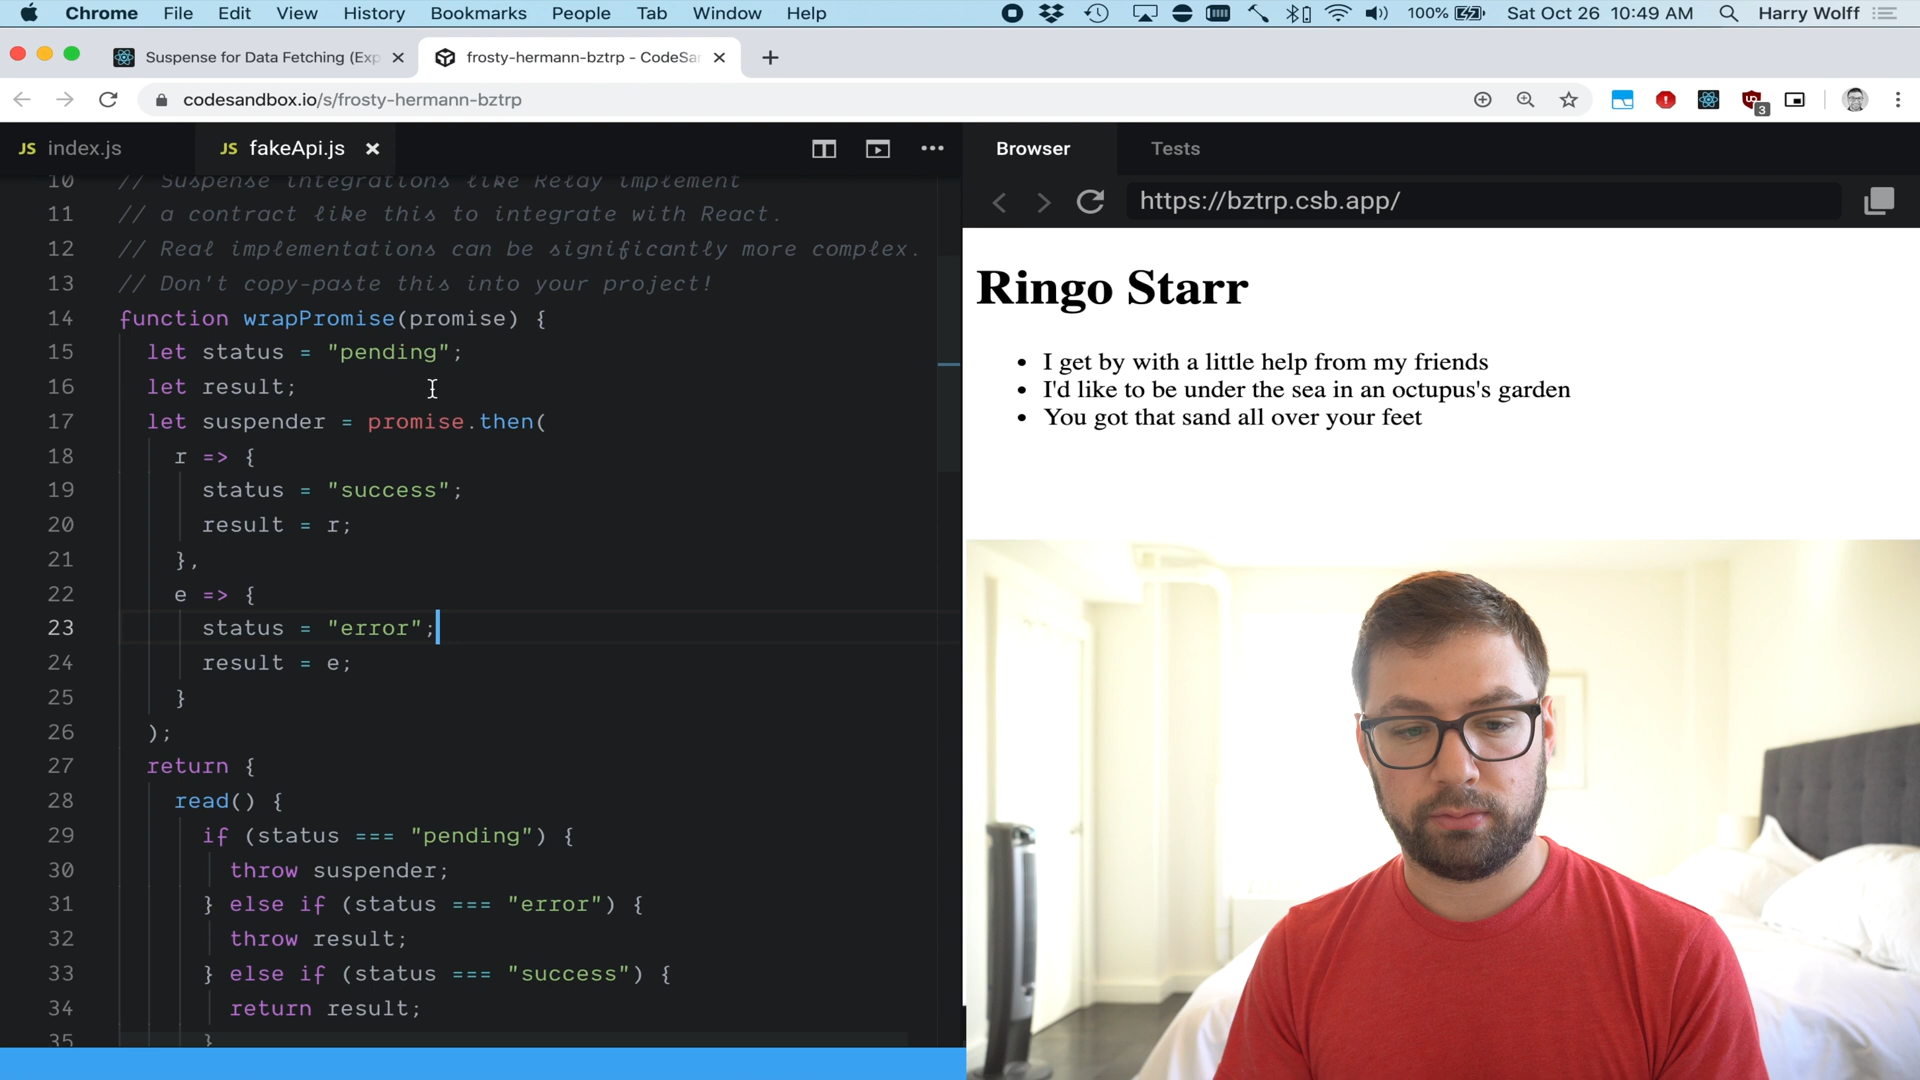 Chrome File Edit View History Bookmarks People Tab Window Help 100% Sat Oct 26 10:49 AM Harry Wolff
Suspense for Data Fetching (Exp frosty-hermann-bztrp - CodeSa
codesandbox.io/s/frosty-hermann-bztrp 3
JS index.js JS fakeApi.js Browser Tests
https://bztrp.csb.app/
10 // Suspense integrations like Relay implement
11 // a contract like this to integrate with React.
12 // Real implementations can be significantly more complex.
13 // Don't copy-paste this into your project!
14 function wrapPromise(promise) {
15 let status = "pending";
16 let result;
17 let suspender = promise.then(
18 r => {
19 status = "success";
20 result = r;
21 },
22 e => {
23 status = "error";
24 result = e;
25 }
26 );
27 return {
28 read() {
29 if (status === "pending") {
30 throw suspender;
31 } else if (status === "error") {
32 throw result;
33 } else if (status === "success") {
34 return result;
35 }
Ringo Starr
• I get by with a little help from my friends
• I'd like to be under the sea in an octupus's garden
• You got that sand all over your feet